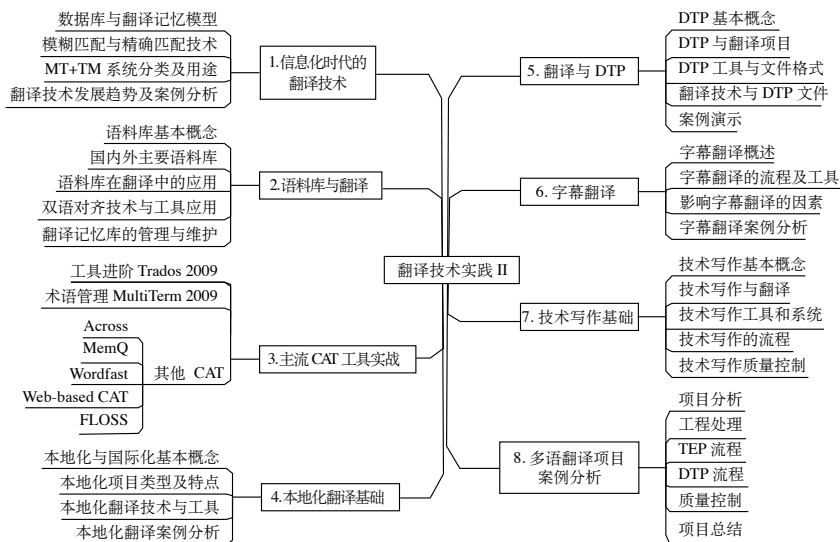 数据库与翻译记忆模型
模糊匹配与精确匹配技术
MT+TM 系统分类及用途
翻译技术发展趋势及案例分析
1.信息化时代的
翻译技术
语料库基本概念
国内外主要语料库
语料库在翻译中的应用
双语对齐技术与工具应用
翻译记忆库的管理与维护
2.语料库与翻译
工具进阶 Trados 2009
术语管理 MultiTerm 2009
Across
MemQ
Wordfast
Web-based CAT
FLOSS
其他 CAT
3.主流 CAT 工具实战
本地化与国际化基本概念
本地化项目类型及特点
本地化翻译技术与工具
本地化翻译案例分析
4.本地化翻译基础
翻译技术实践 II
5. 翻译与 DTP
DTP 基本概念
DTP 与翻译项目
DTP 工具与文件格式
翻译技术与 DTP 文件
案例演示
6. 字幕翻译
字幕翻译概述
字幕翻译的流程及工具
影响字幕翻译的因素
字幕翻译案例分析
7. 技术写作基础
技术写作基本概念
技术写作与翻译
技术写作工具和系统
技术写作的流程
技术写作质量控制
8. 多语翻译项目
案例分析
项目分析
工程处理
TEP 流程
DTP 流程
质量控制
项目总结